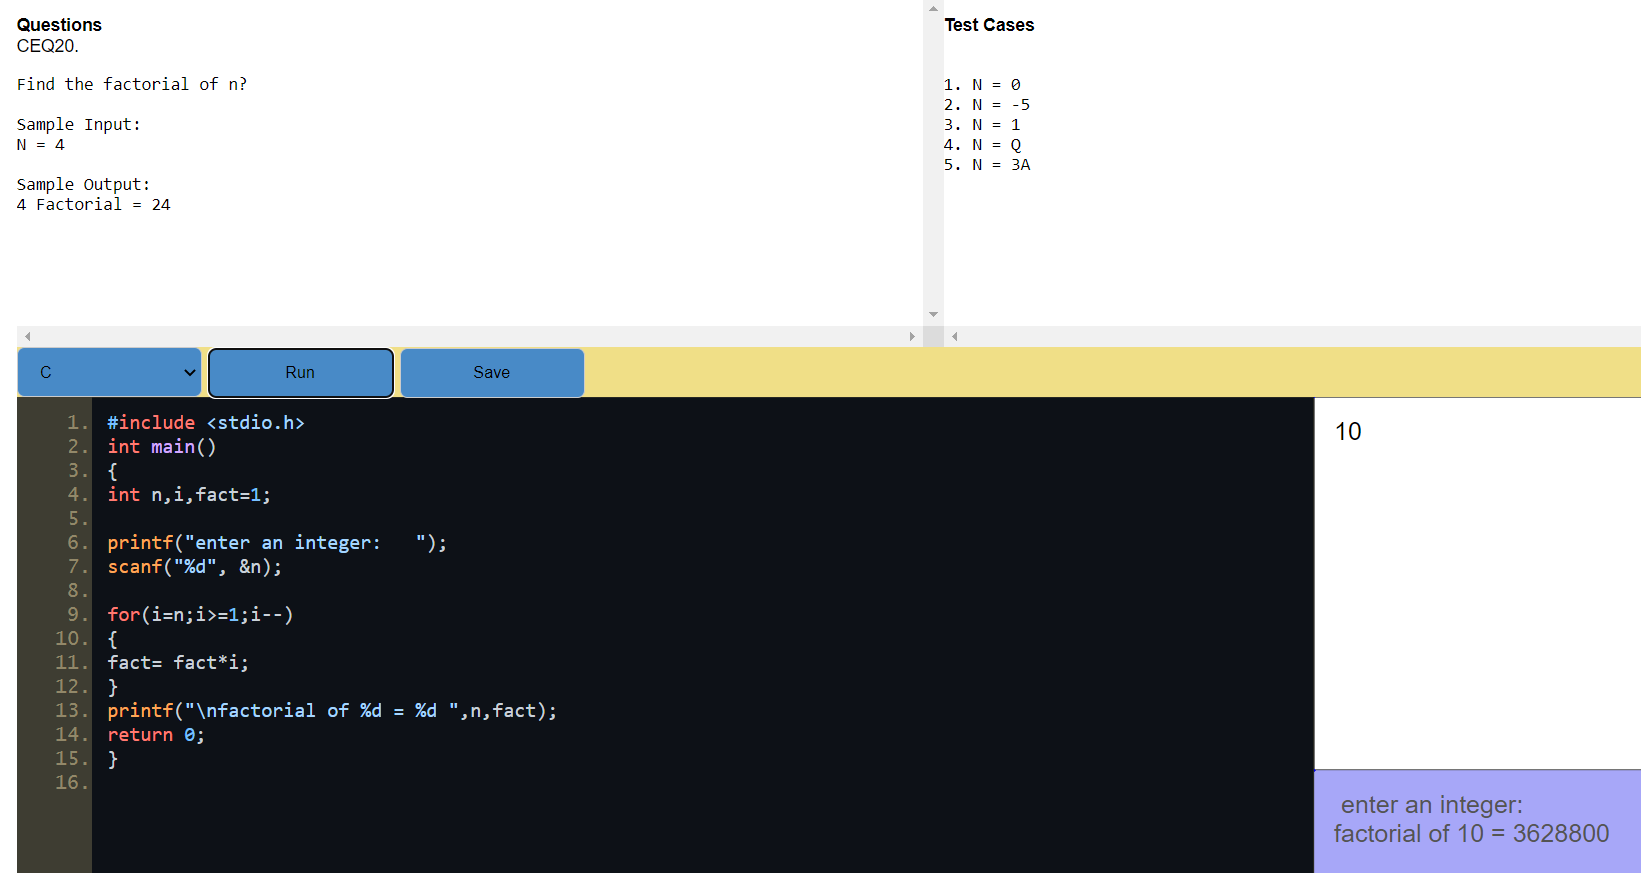 Questions
CEQ20.
Find the factorial of n?
Sample Input:
N = 4
Sample Output:
4 Factorial = 24
Test Cases
1. N = 0
2. N = -5
3. N = 1
4. N = Q
5. N = 3A
C
Run
Save
1. #include <stdio.h>
2. int main()
3. {
4. int n,i,fact=1;
5.
6. printf("enter an integer:   ");
7. scanf("%d", &n);
8.
9. for(i=n;i>=1;i--)
10. {
11. fact= fact*i;
12. }
13. printf("\nfactorial of %d = %d ",n,fact);
14. return 0;
15. }
16.
10
enter an integer:
factorial of 10 = 3628800